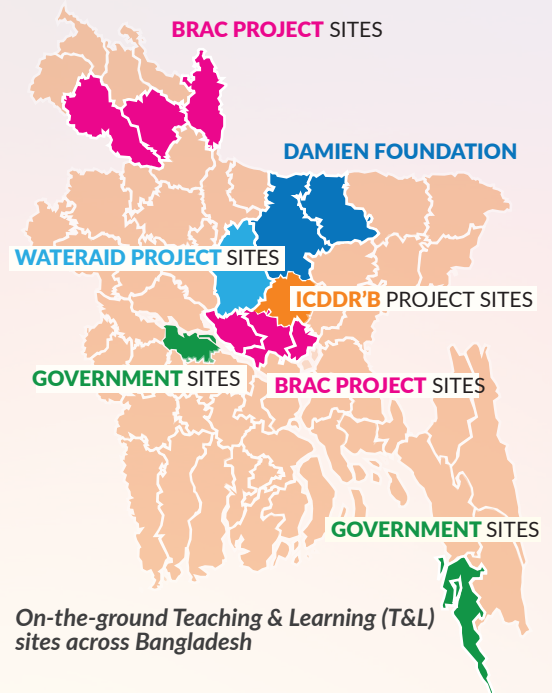 BRAC PROJECT SITES
DAMIEN FOUNDATION
WATERAID PROJECT SITES
ICDDR’B PROJECT SITES
GOVERNMENT SITES
BRAC PROJECT SITES
GOVERNMENT SITES
On-the-ground Teaching & Learning (T&L)
sites across Bangladesh